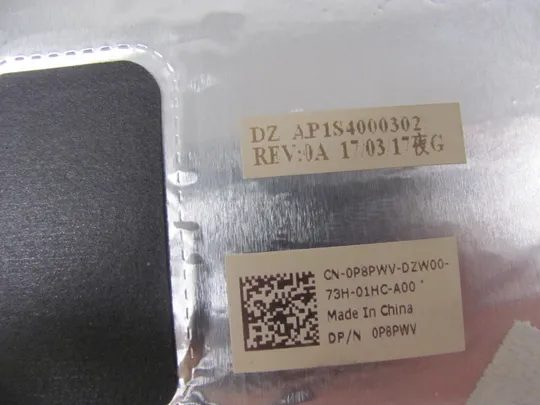 DZ AP1S4000302
REV:0A 17/03/17夜G
CN-0P8PWV-DZW00-
73H-01HC-A00
Made In China
DP/N 0P8PWV